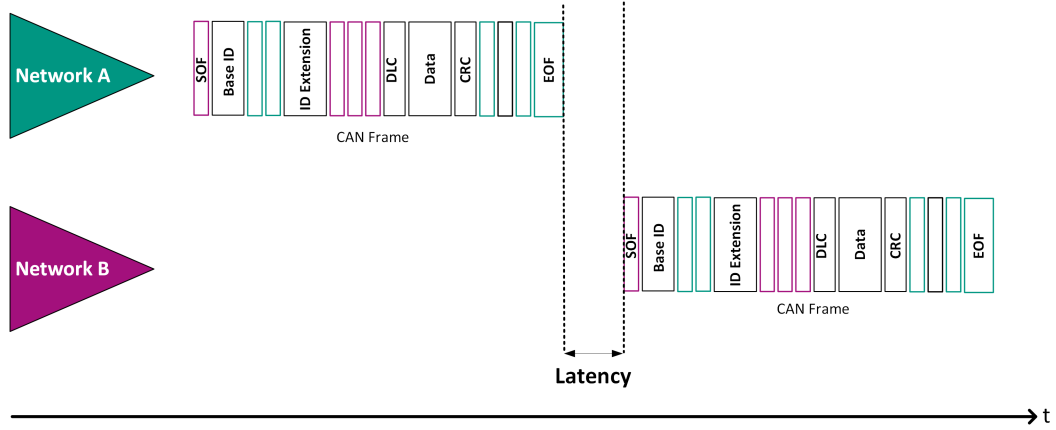 Network A
SOF
Base ID
ID Extension
DLC
Data
CRC
EOF
CAN Frame
Network B
SOF
Base ID
ID Extension
DLC
Data
CRC
EOF
CAN Frame
Latency
t